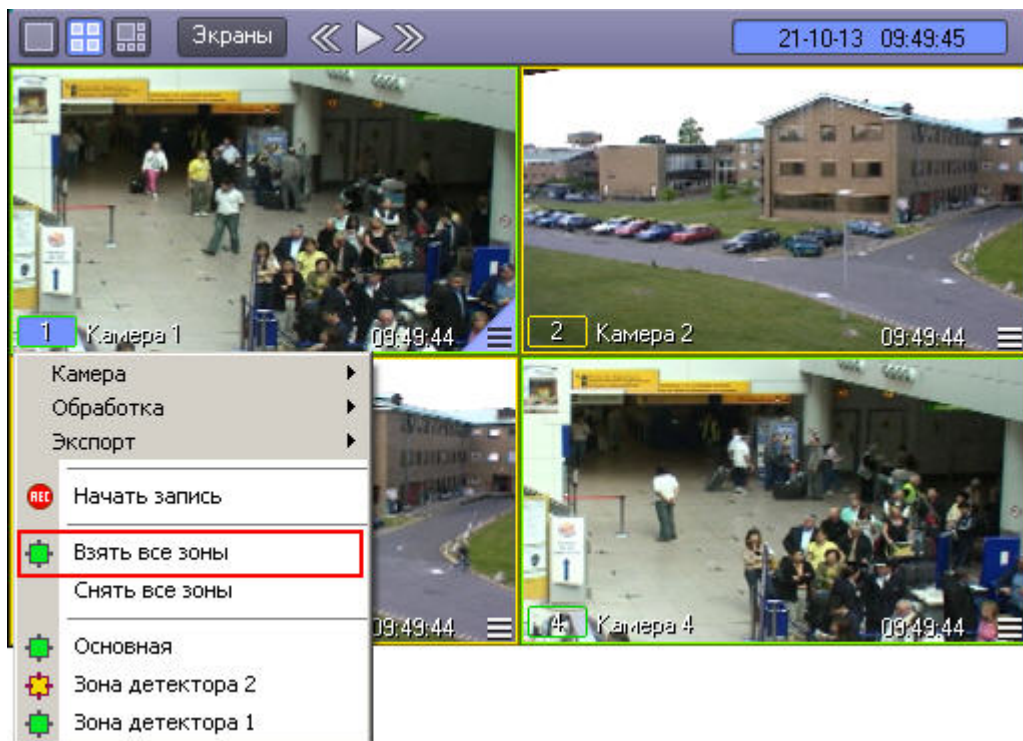 Экраны
21-10-13 09:49:45
1 Камера 1 09:49:44
2 Камера 2 09:49:44
Камера
Обработка
Экспорт
REC Начать запись
Взять все зоны
Снять все зоны
Основная
Зона детектора 2
Зона детектора 1
09:49:44
4 Камера 4 09:49:44